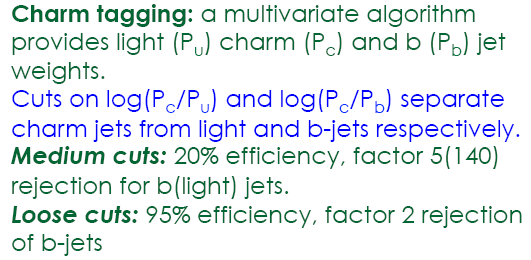 Charm tagging: a multivariate algorithm
provides light (Pu) charm (Pc) and b (Pb) jet
weights.
Cuts on log(Pc/Pu) and log(Pc/Pb) separate
charm jets from light and b-jets respectively.
Medium cuts: 20% efficiency, factor 5(140)
rejection for b(light) jets.
Loose cuts: 95% efficiency, factor 2 rejection
of b-jets